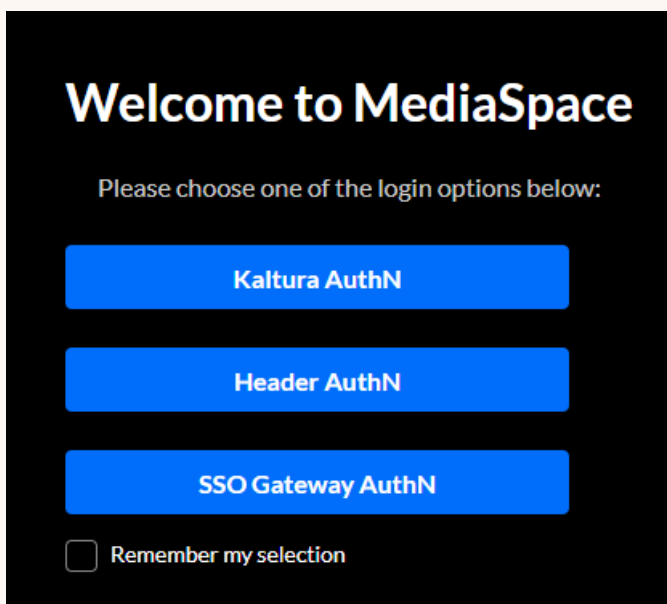 Welcome to MediaSpace
Please choose one of the login options below:
Kaltura AuthN
Header AuthN
SSO Gateway AuthN
Remember my selection